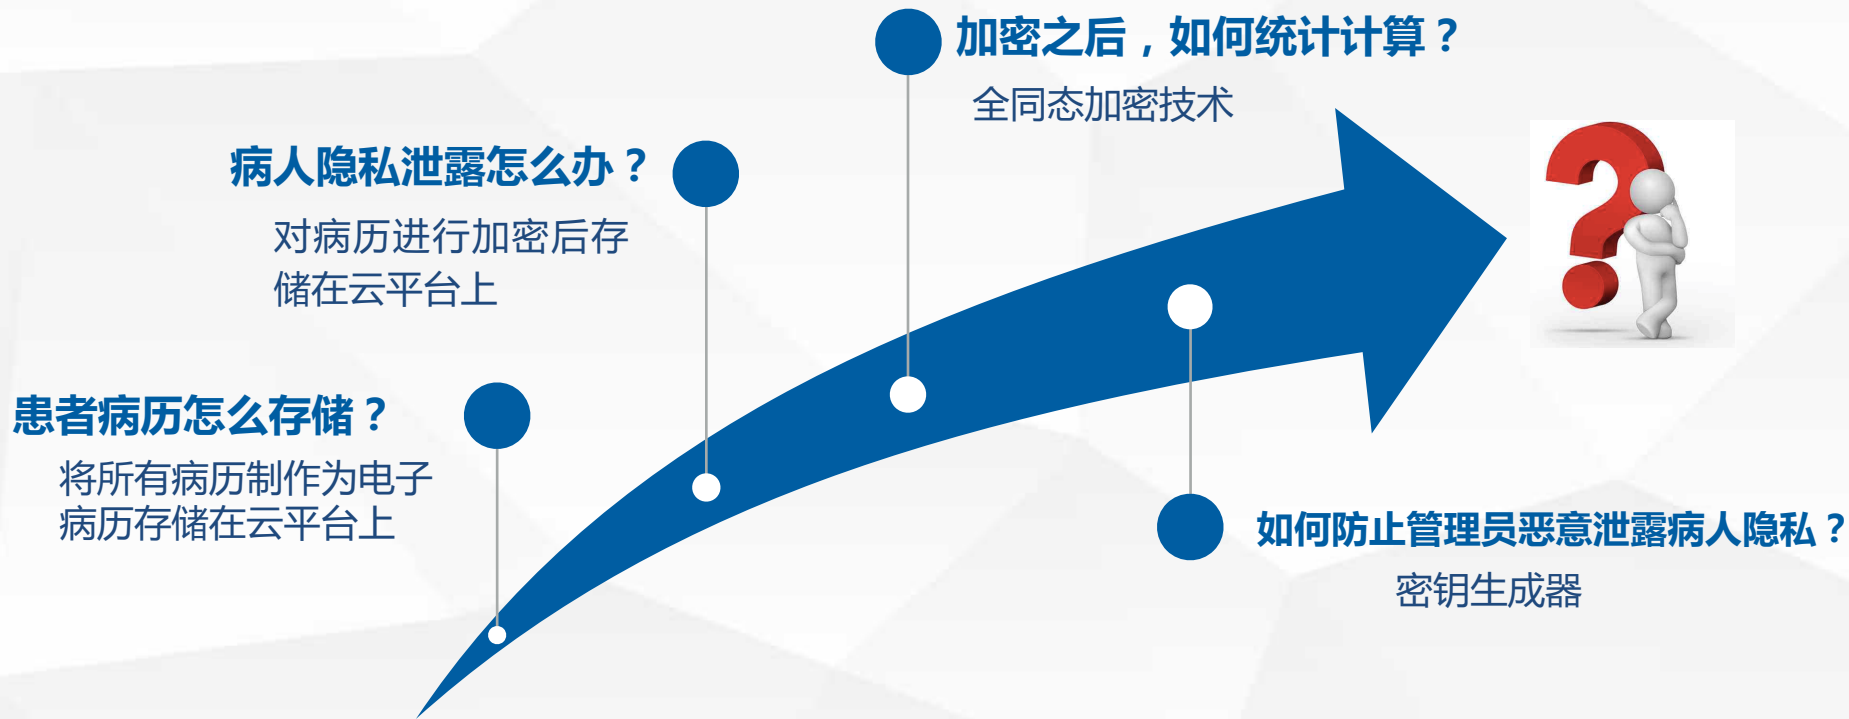 加密之后，如何统计计算？
全同态加密技术
病人隐私泄露怎么办？
对病历进行加密后存
储在云平台上
患者病历怎么存储？
将所有病历制作为电子
病历存储在云平台上
如何防止管理员恶意泄露病人隐私？
密钥生成器